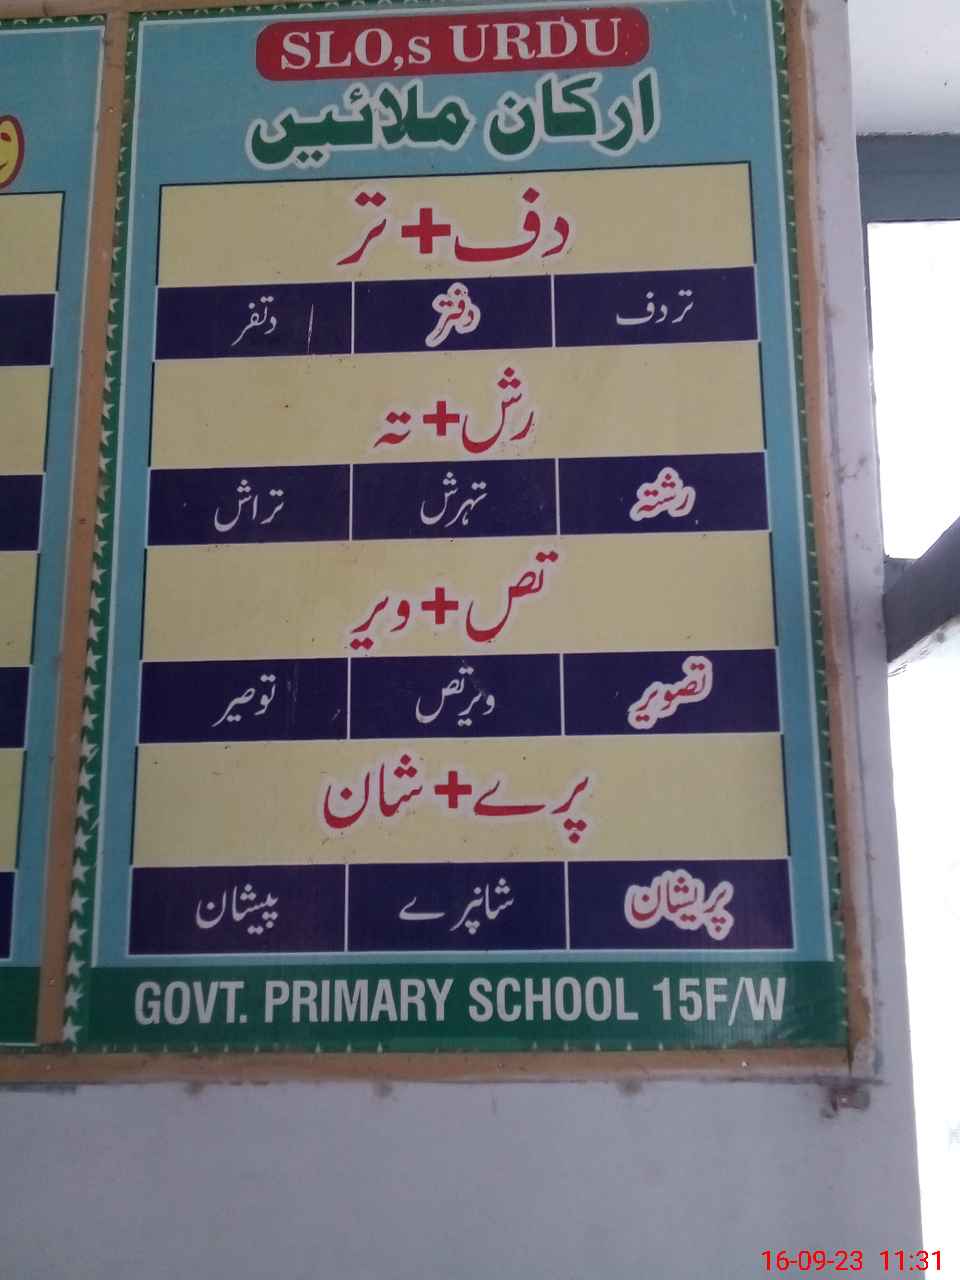 SLO,s URDU
ارکان ملائیں
دف+تر
تردف دفتر دتفر
رش+تہ
رشتہ تہرش تراش
تص+ویر
تصویر ویرتص توصیر
پرے+شان
پریشان شانپرے پیشان
GOVT. PRIMARY SCHOOL 15F/W
16-09-23 11:31